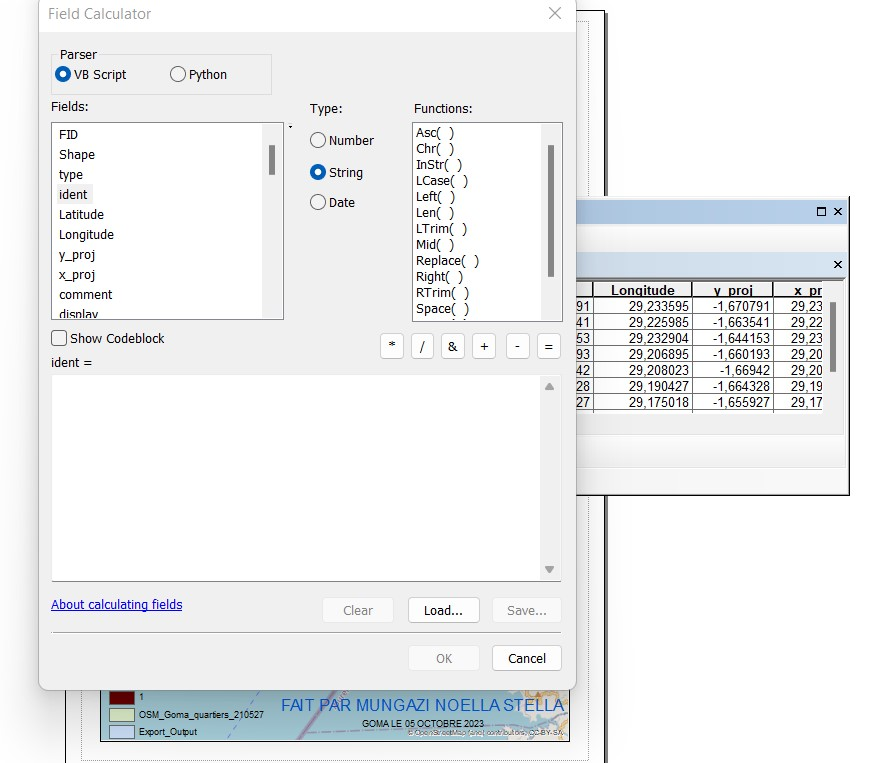 Field Calculator
Parser
VB Script
Python
Fields:
Type:
Functions:
FID
Shape
type
ident
Latitude
Longitude
y_proj
x_proj
comment
display
Number
String
Date
Asc( )
Chr( )
InStr( )
LCase( )
Left( )
Len( )
LTrim( )
Mid( )
Replace( )
Right( )
RTrim( )
Space( )
Show Codeblock
* / & + - =
ident =
About calculating fields
Clear
Load...
Save...
OK
Cancel
Longitude y_proj x_pr
91 29,233595 -1,670791 29,23
41 29,225985 -1,663541 29,22
53 29,232904 -1,644153 29,23
93 29,206895 -1,660193 29,20
42 29,208023 -1,66942 29,20
28 29,190427 -1,664328 29,19
27 29,175018 -1,655927 29,17
1
OSM_Goma_quartiers_210527
Export_Output
FAIT PAR MUNGAZI NOELLA STELLA
GOMA LE 05 OCTOBRE 2023
© OpenStreetMap (and) contributors, CC-BY-SA